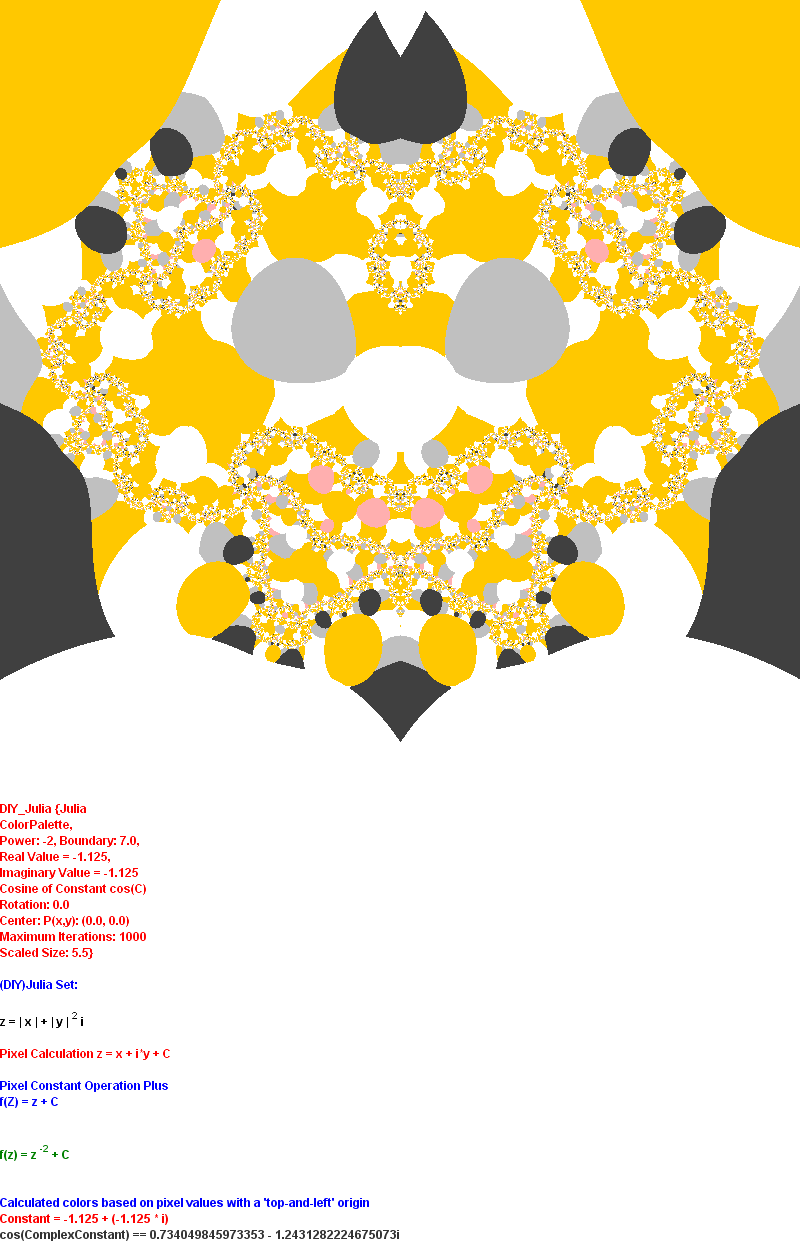 DIY_Julia {Julia
ColorPalette,
Power: -2, Boundary: 7.0,
Real Value = -1.125,
Imaginary Value = -1.125
Cosine of Constant cos(C)
Rotation: 0.0
Center: P(x,y): (0.0, 0.0)
Maximum Iterations: 1000
Scaled Size: 5.5}
(DIY)Julia Set:
z = | x | + | y | ² i
Pixel Calculation z = x + i*y + C
Pixel Constant Operation Plus
f(Z) = z + C
f(z) = z ⁻² + C
Calculated colors based on pixel values with a 'top-and-left' origin
Constant = -1.125 + (-1.125 * i)
cos(ComplexConstant) == 0.734049845973353 - 1.2431282224675073i